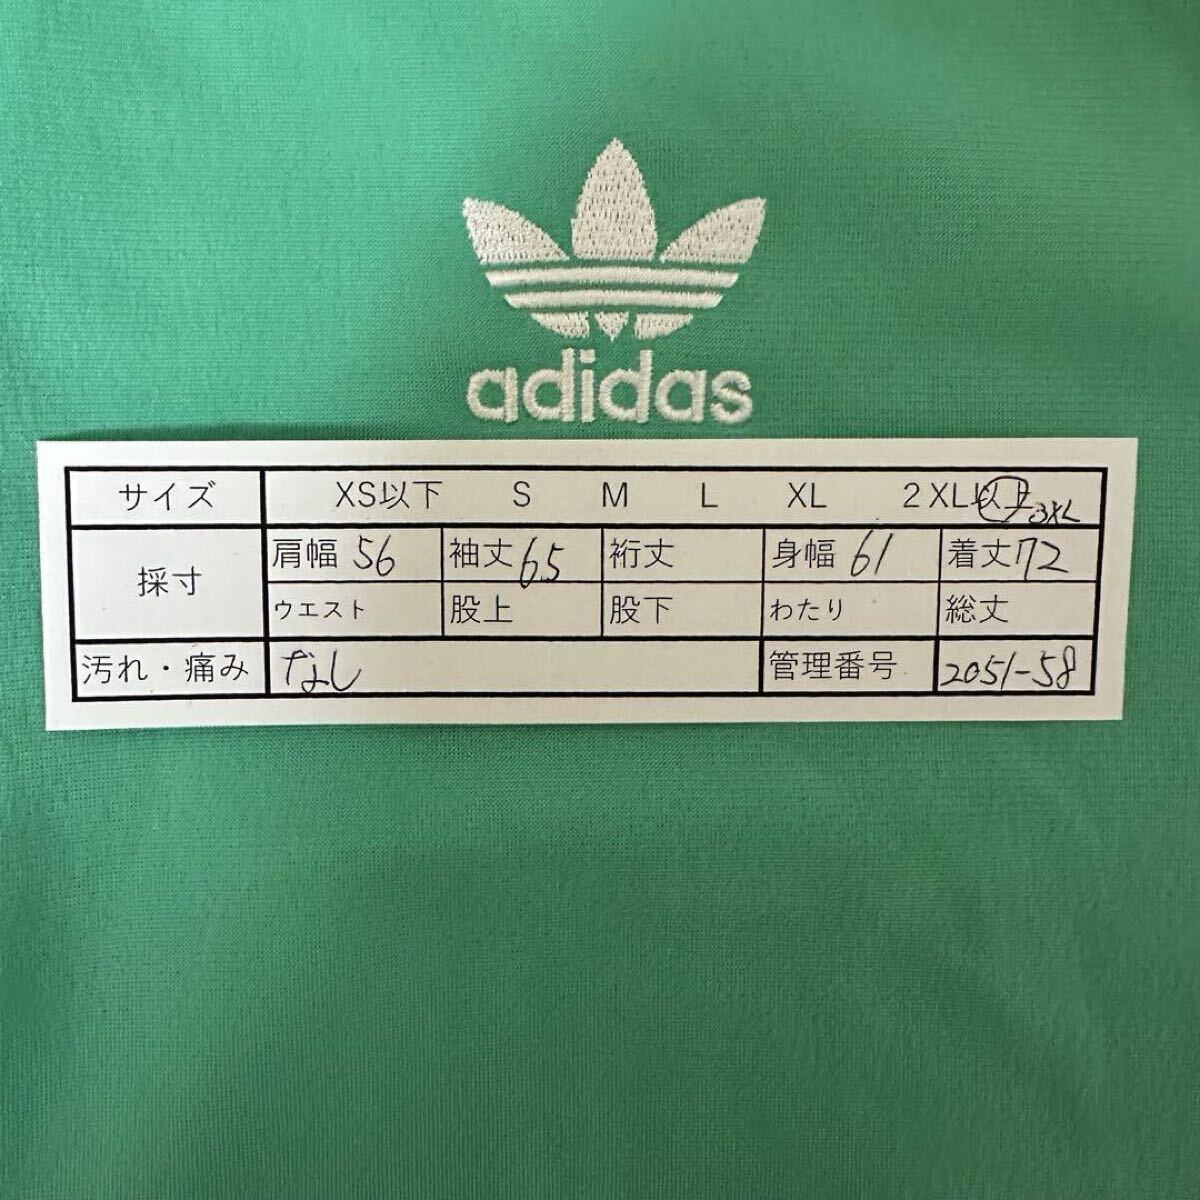 adidas
サイズ XS以下 S M L XL 2XL以上 3XL
採寸 肩幅 56 袖丈 65 裄丈 身幅 61 着丈 72
ウエスト 股上 股下 わたり 総丈
汚れ・痛み なし 管理番号 2051-58